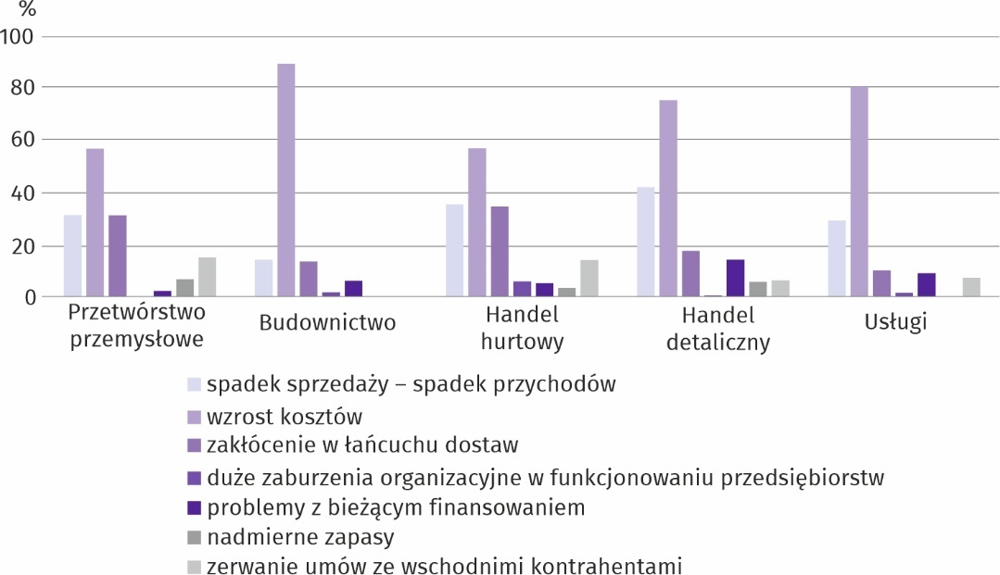 %
100
80
60
40
20
0
Przetwórstwo
przemysłowe
Budownictwo
Handel
hurtowy
Handel
detaliczny
Usługi
spadek sprzedaży – spadek przychodów
wzrost kosztów
zakłócenie w łańcuchu dostaw
duże zaburzenia organizacyjne w funkcjonowaniu przedsiębiorstw
problemy z bieżącym finansowaniem
nadmierne zapasy
zerwanie umów ze wschodnimi kontrahentami